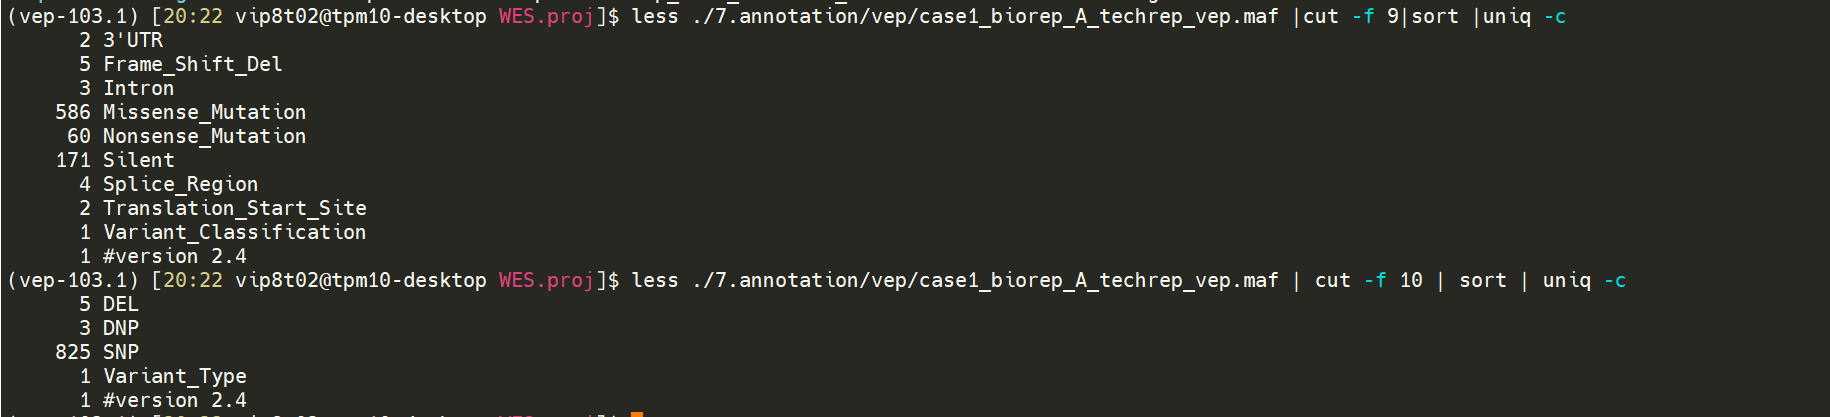 (vep-103.1) [20:22 vip8t02@tpm10-desktop WES.proj]$ less ./7.annotation/vep/case1_biorep_A_techrep_vep.maf |cut -f 9|sort |uniq -c
2 3'UTR
5 Frame_Shift_Del
3 Intron
586 Missense_Mutation
60 Nonsense_Mutation
171 Silent
4 Splice_Region
2 Translation_Start_Site
1 Variant_Classification
1 #version 2.4
(vep-103.1) [20:22 vip8t02@tpm10-desktop WES.proj]$ less ./7.annotation/vep/case1_biorep_A_techrep_vep.maf | cut -f 10 | sort | uniq -c
5 DEL
3 DNP
825 SNP
1 Variant_Type
1 #version 2.4